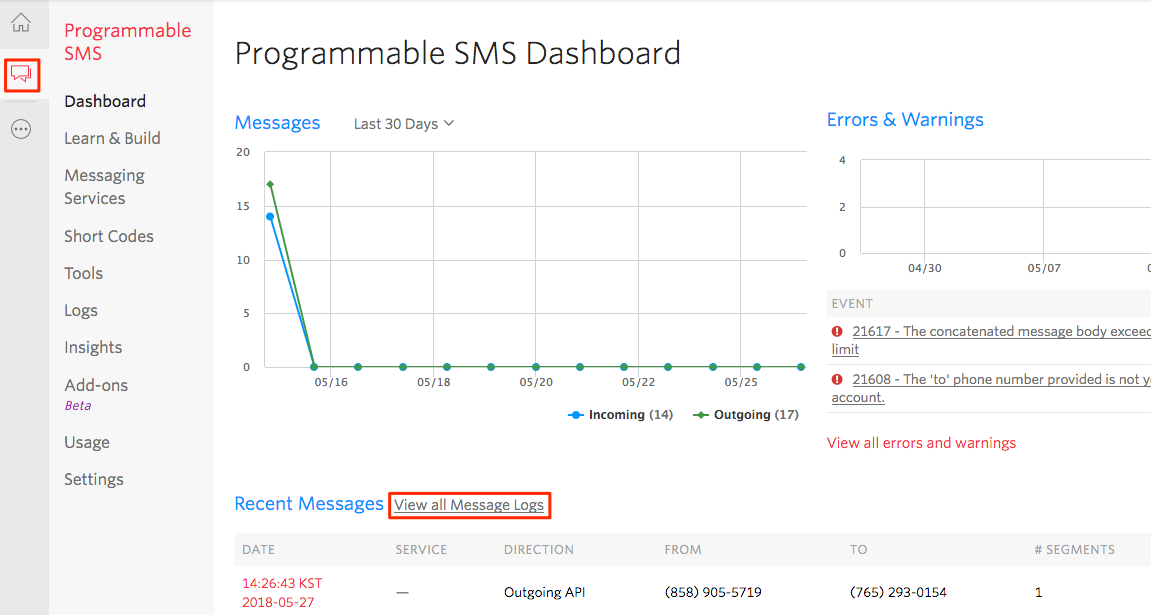 Programmable
SMS
Dashboard
Learn & Build
Messaging
Services
Short Codes
Tools
Logs
Insights
Add-ons
Beta
Usage
Settings
Programmable SMS Dashboard
Messages
Last 30 Days
20
15
10
5
0
05/16 05/18 05/20 05/22 05/25
Incoming (14) Outgoing (17)
Errors & Warnings
4
2
0
04/30 05/07
EVENT
21617 - The concatenated message body exceed
limit
21608 - The 'to' phone number provided is not
account.
View all errors and warnings
Recent Messages View all Message Logs
DATE SERVICE DIRECTION FROM TO # SEGMENTS
14:26:43 KST
2018-05-27
— Outgoing API (858) 905-5719 (765) 293-0154 1